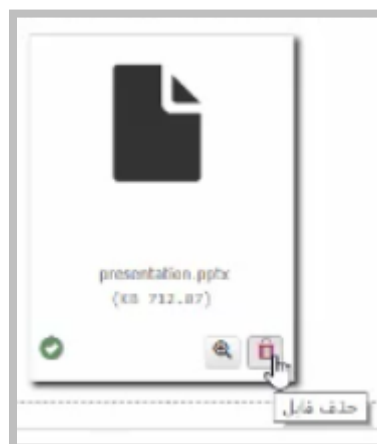 presentation.pptx
(KB 712.87)
حذف فایل